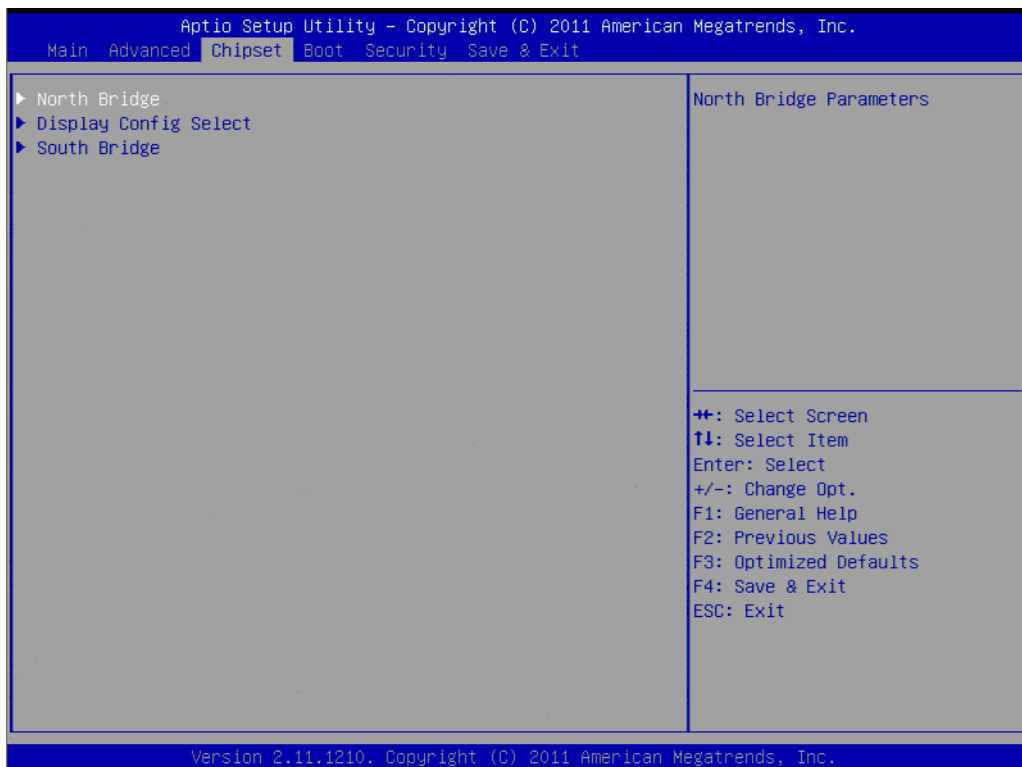 Aptio Setup Utility – Copyright (C) 2011 American Megatrends, Inc.
Main Advanced Chipset Boot Security Save & Exit
North Bridge
Display Config Select
South Bridge
North Bridge Parameters
→←: Select Screen
↑↓: Select Item
Enter: Select
+/-: Change Opt.
F1: General Help
F2: Previous Values
F3: Optimized Defaults
F4: Save & Exit
ESC: Exit
Version 2.11.1210. Copyright (C) 2011 American Megatrends, Inc.